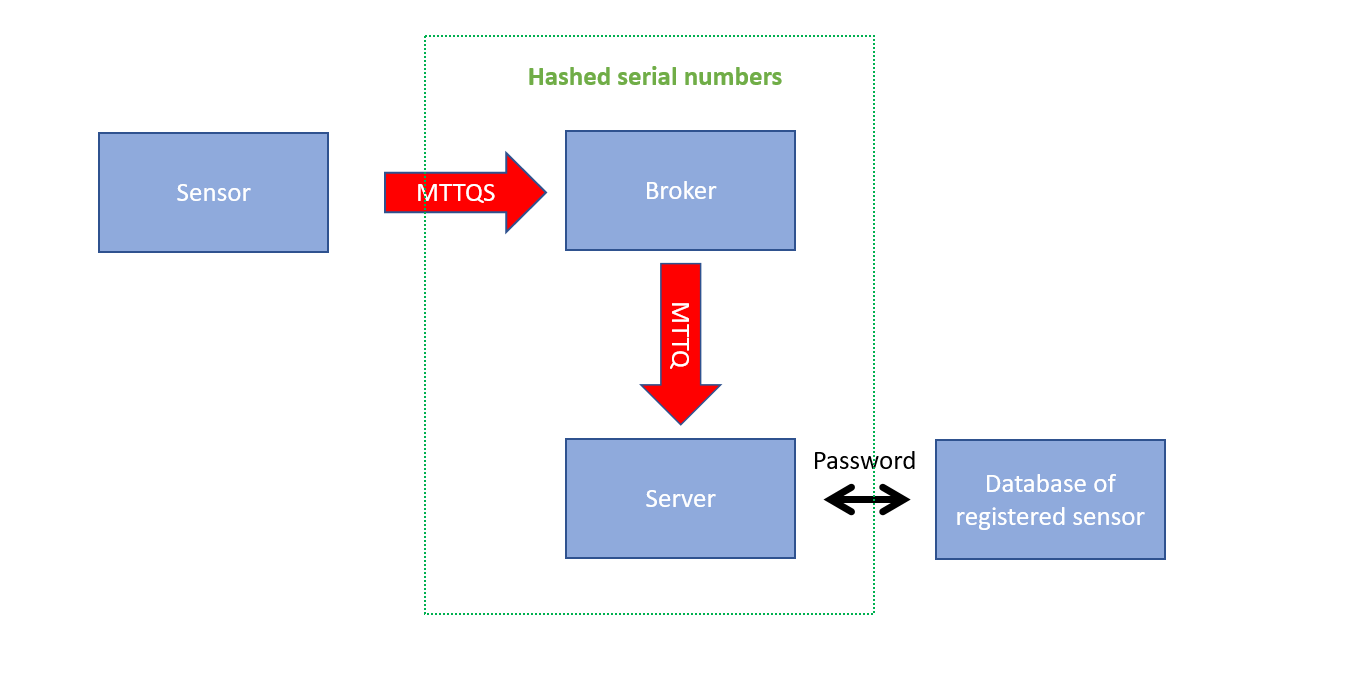 Hashed serial numbers
Sensor
MTTQS
Broker
MTTQ
Server
Password
Database of
registered sensor